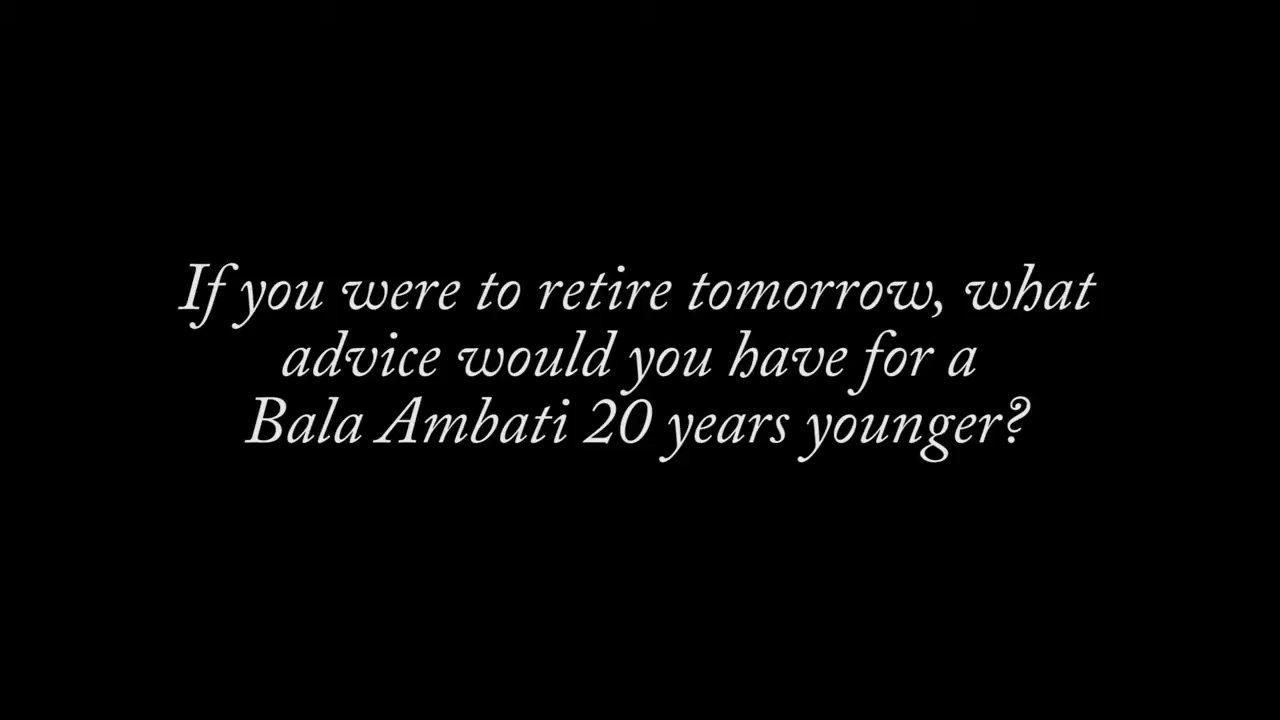 If you were to retire tomorrow, what
advice would you have for a
Bala Ambati 20 years younger?